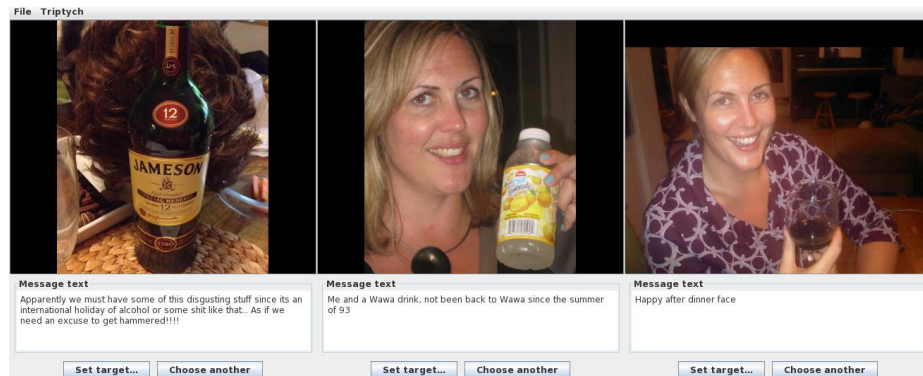 File Triptych
12
JAMESON
12
1780
Message text
Apparently we must have some of this disgusting stuff since its an
international holiday of alcohol or some shit like that... As if we
need an excuse to get hammered!!!!
Set target...
Choose another
Message text
Me and a Wawa drink, not been back to Wawa since the summer
of 93
Set target...
Choose another
Message text
Happy after dinner face
Set target...
Choose another